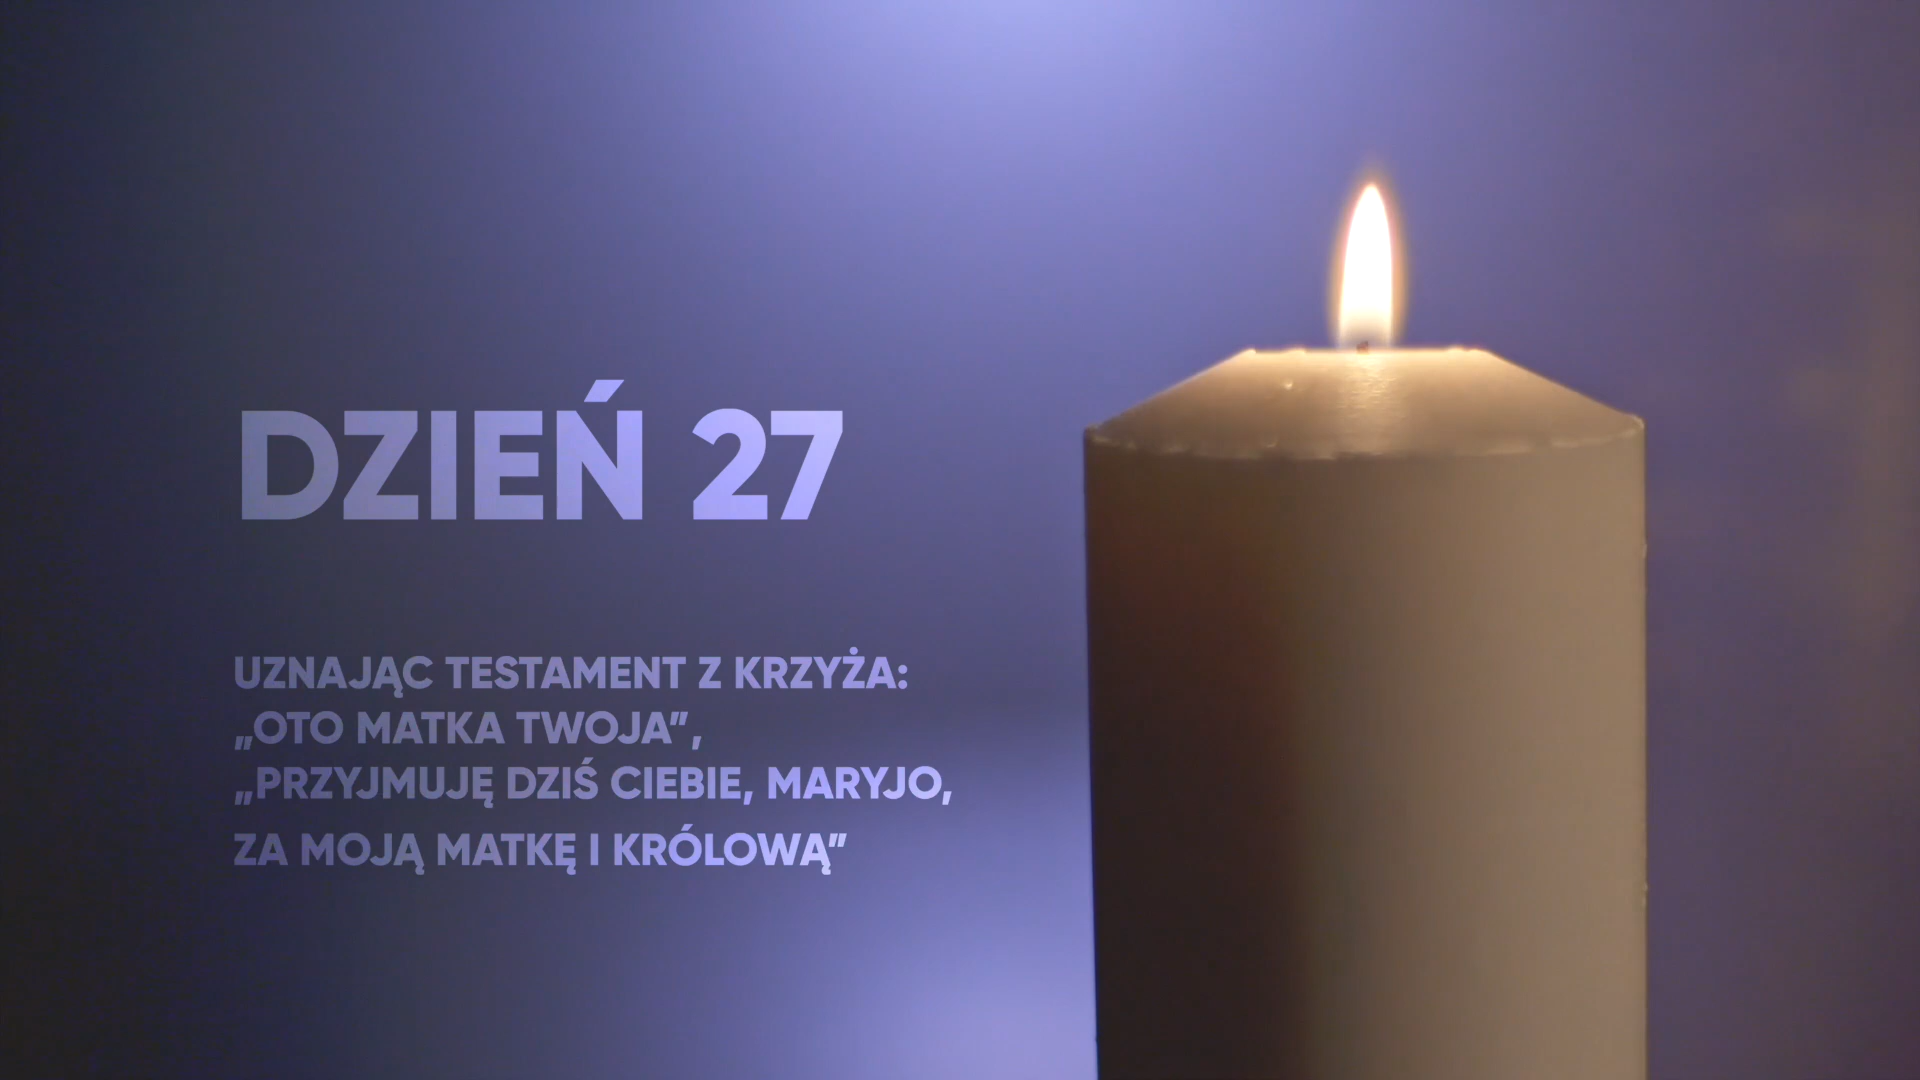 DZIEŃ 27
UZNAJĄC TESTAMENT Z KRZYŻA:
„OTO MATKA TWOJA”,
„PRZYJMUJĘ DZIŚ CIEBIE, MARYJO,
ZA MOJĄ MATKĘ I KRÓLOWĄ”